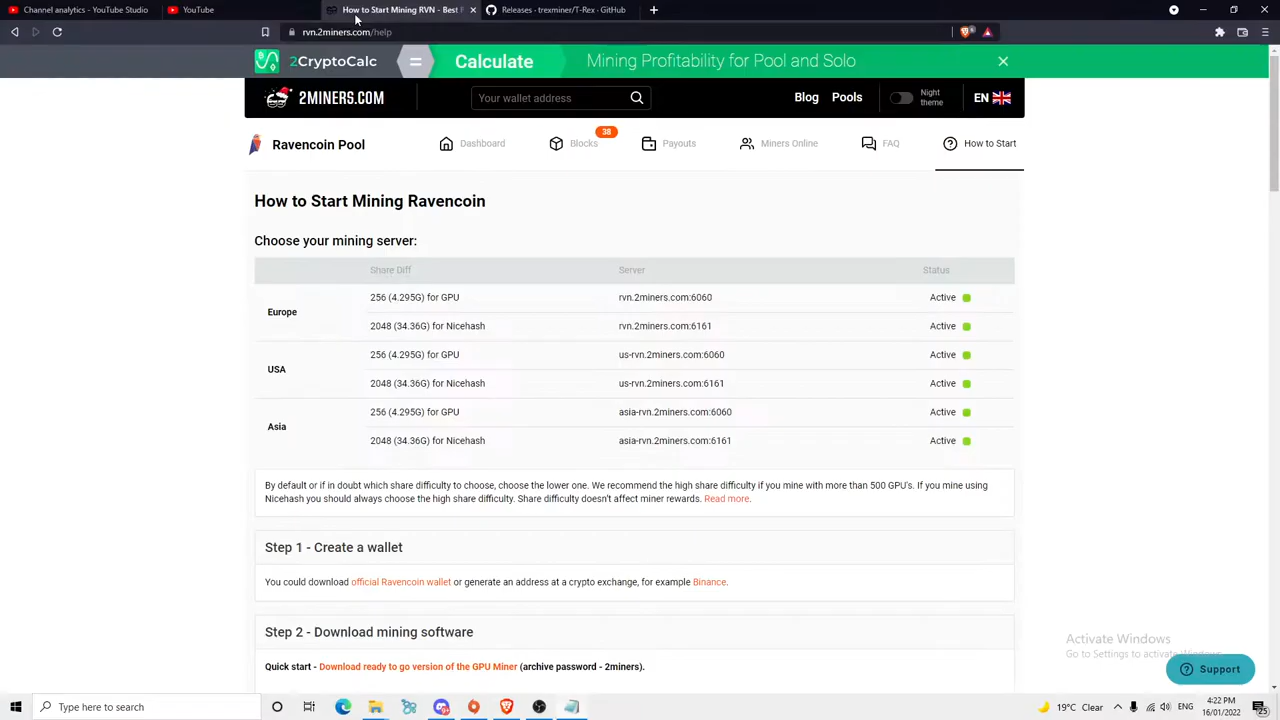 Channel analytics - YouTube Studio
YouTube
How to Start Mining RVN - Best
Releases · trexminer/T-Rex · GitHub
rvn.2miners.com/help
2CryptoCalc
=
Calculate
Mining Profitability for Pool and Solo
2MINERS.COM
Your wallet address
Blog
Pools
Night theme
EN
Ravencoin Pool
Dashboard
Blocks
38
Payouts
Miners Online
FAQ
How to Start
How to Start Mining Ravencoin
Choose your mining server:
Share Diff Server Status
Europe
256 (4.295G) for GPU rvn.2miners.com:6060 Active
2048 (34.36G) for Nicehash rvn.2miners.com:6161 Active
USA
256 (4.295G) for GPU us-rvn.2miners.com:6060 Active
2048 (34.36G) for Nicehash us-rvn.2miners.com:6161 Active
Asia
256 (4.295G) for GPU asia-rvn.2miners.com:6060 Active
2048 (34.36G) for Nicehash asia-rvn.2miners.com:6161 Active
By default or if in doubt which share difficulty to choose, choose the lower one. We recommend the high share difficulty if you mine with more than 500 GPU's. If you mine using
Nicehash you should always choose the high share difficulty. Share difficulty doesn't affect miner rewards. Read more.
Step 1 - Create a wallet
You could download official Ravencoin wallet or generate an address at a crypto exchange, for example Binance.
Step 2 - Download mining software
Quick start - Download ready to go version of the GPU Miner (archive password - 2miners).
Activate Windows
Go to Settings to activate Windows.
Support
Type here to search
19°C Clear
ENG
4:22 PM
16/01/2022
25